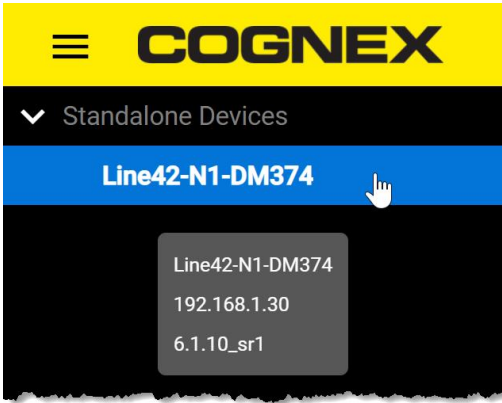 COGNEX
Standalone Devices
Line42-N1-DM374
Line42-N1-DM374
192.168.1.30
6.1.10_sr1